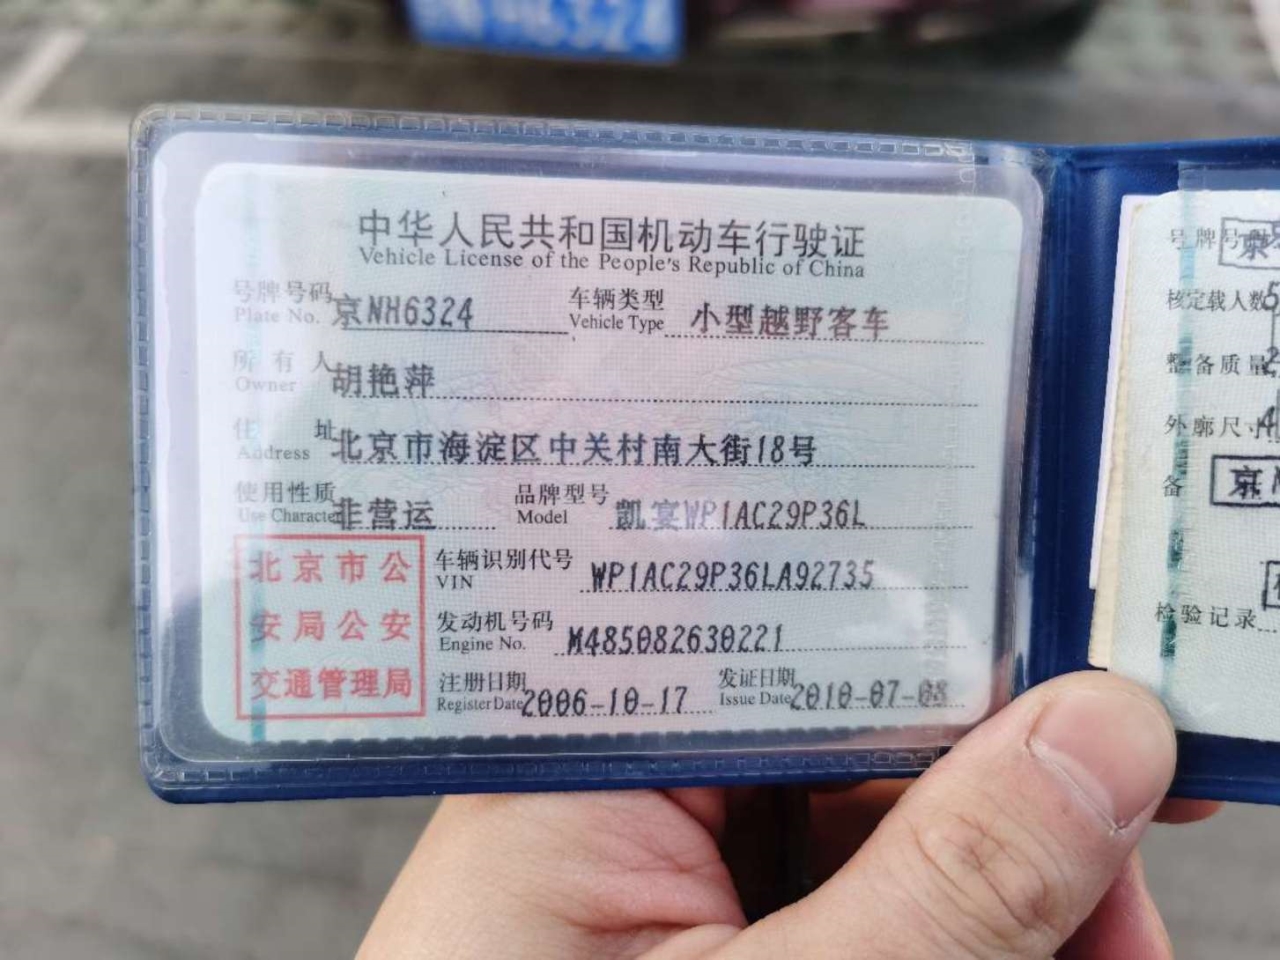 H6324
中华人民共和国机动车行驶证
Vehicle License of the People's Republic of China
号牌号码 京NH6324 车辆类型 小型越野客车
Plate No. Vehicle Type
所有人 胡艳萍
Owner
住址 北京市海淀区中关村南大街18号
Address
使用性质 非营运 品牌型号 凯宴WP1AC29P36L
Use Character Model
北京市公
安局公安
交通管理局
车辆识别代号 WP1AC29P36LA92735
VIN
发动机号码 M485082630221
Engine No.
注册日期 2006-10-17 发证日期 2010-07-08
Register Date Issue Date
号牌号码 京
核定载人数 5
整备质量 2
外廓尺寸 4
备 京N
检验记录